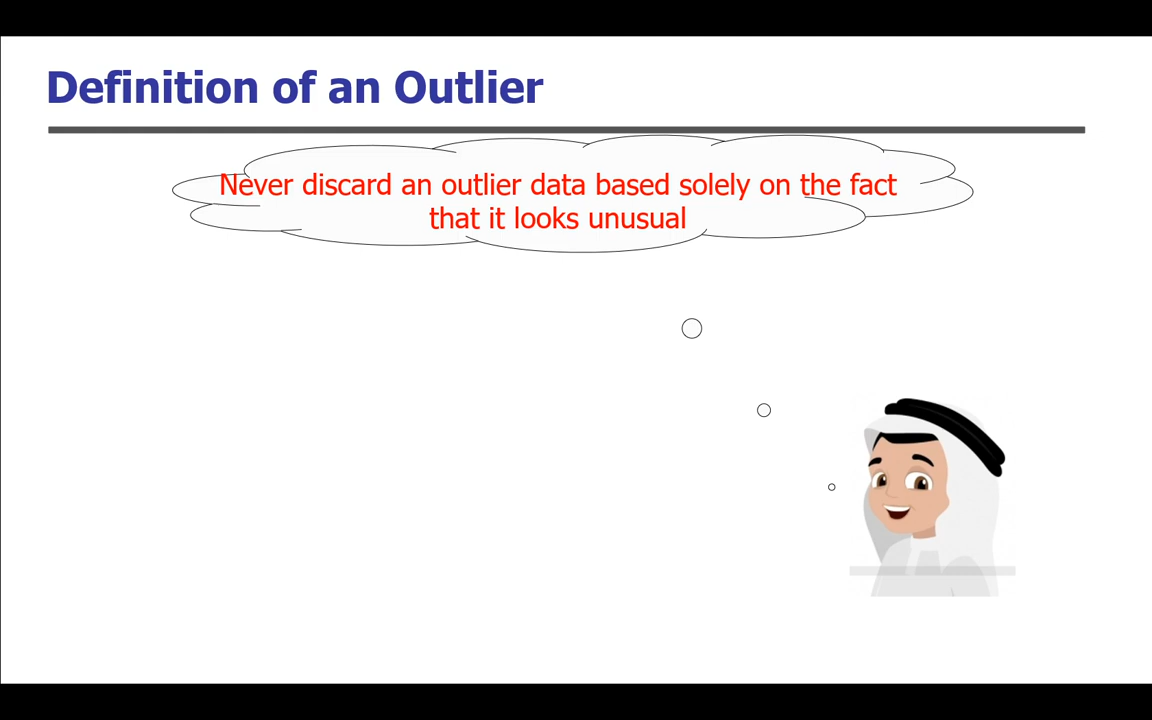 Definition of an Outlier
Never discard an outlier data based solely on the fact
that it looks unusual